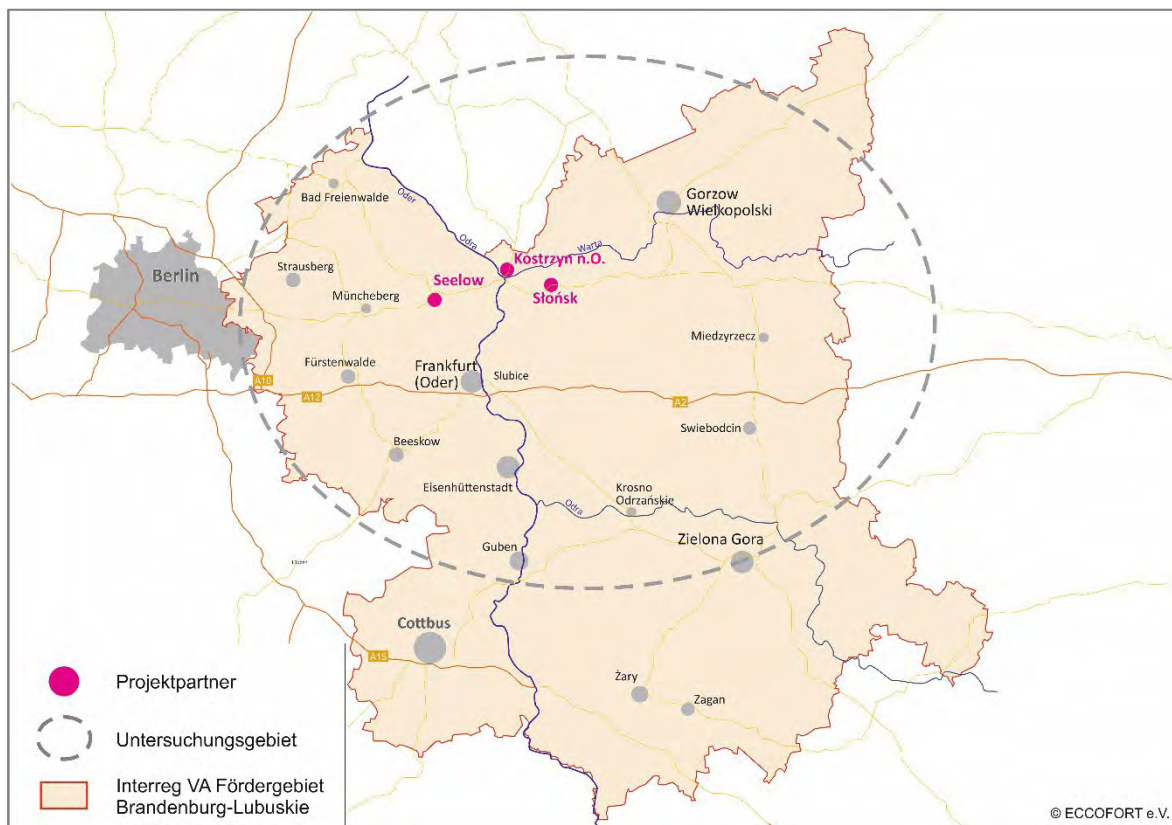 Bad Freienwalde
Oder
Odra
Gorzow
Wielkopolski
Warta
Kostrzyn n.O.
Berlin
Strausberg
Seelow
Słońsk
Müncheberg
Miedzyrzecz
Fürstenwalde
Frankfurt
(Oder)
Slubice
A10
A12
A2
Swiebodcin
Beeskow
Eisenhüttenstadt
Krosno
Odrzańskie
Odra
Guben
Zielona Gora
Cottbus
A15
Żary
Zagan
Projektpartner
Untersuchungsgebiet
Interreg VA Fördergebiet
Brandenburg-Lubuskie
© ECCOFORT e.V.